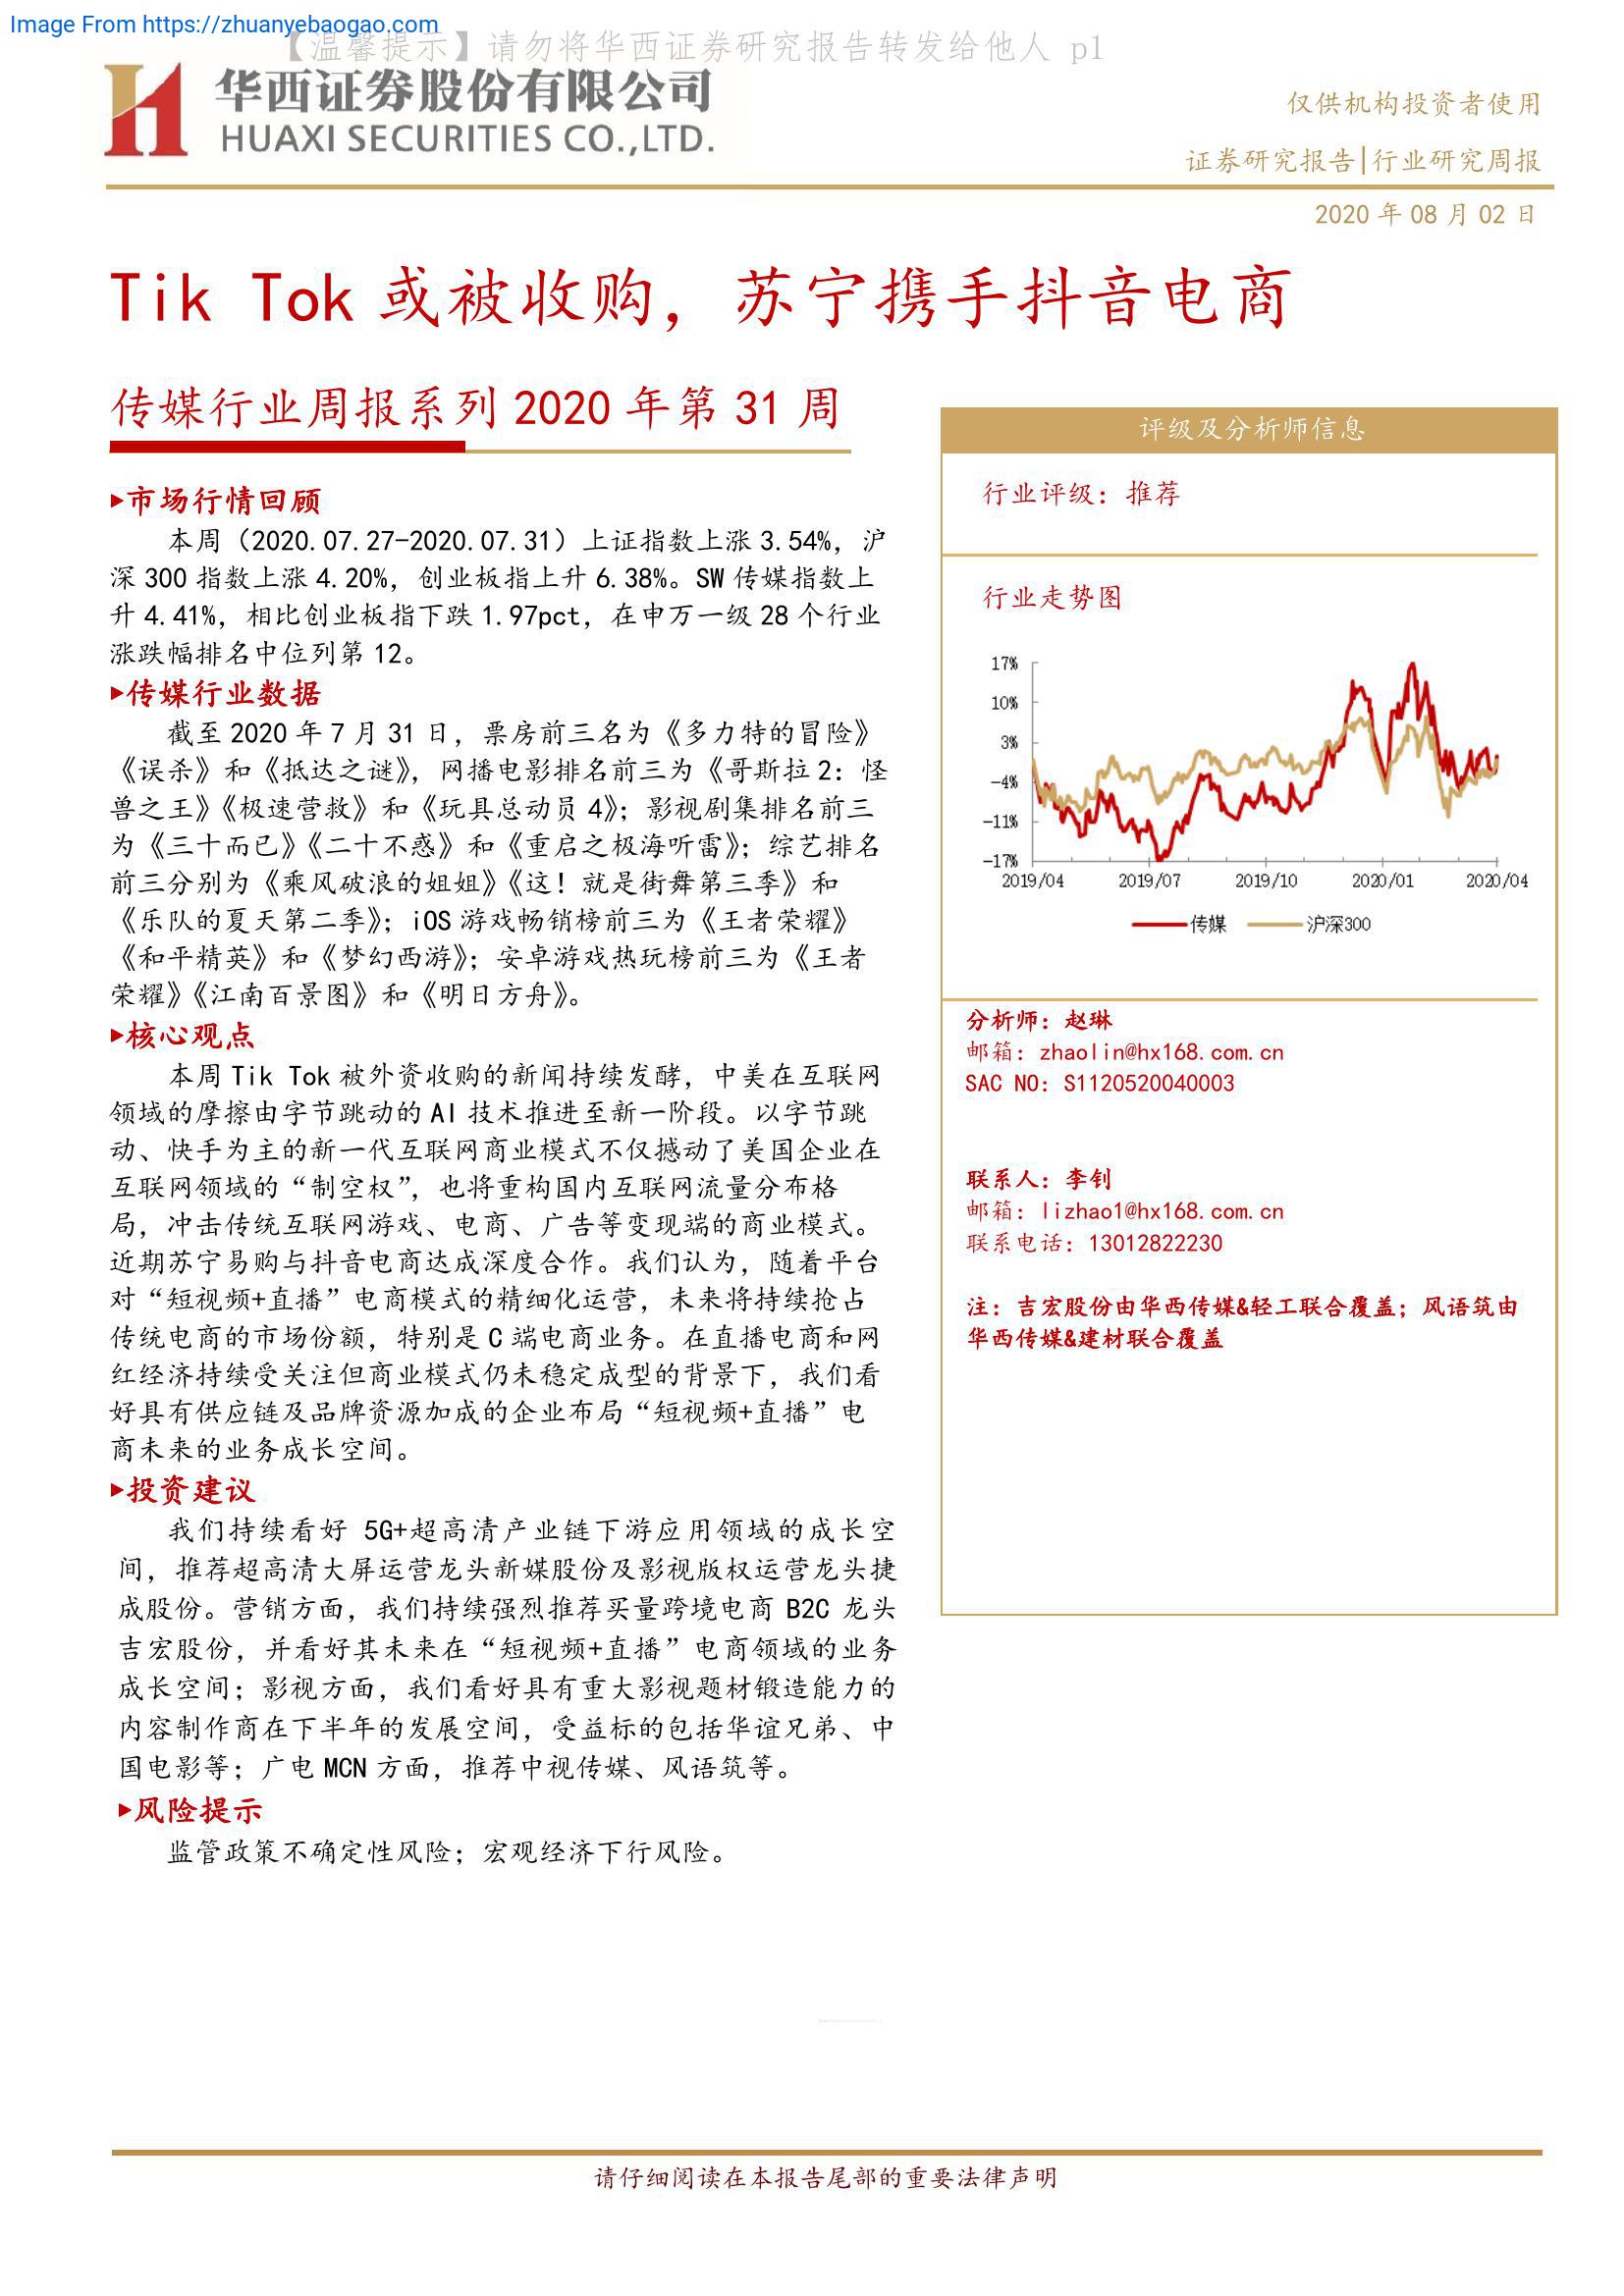 Image From https://zhuanyebaogao.com
【温馨提示】请勿将华西证券研究报告转发给他人 p1
华西证券股份有限公司
HUAXI SECURITIES CO.,LTD.
仅供机构投资者使用
证券研究报告|行业研究周报
2020 年 08 月 02 日
Tik Tok 或被收购，苏宁携手抖音电商
传媒行业周报系列 2020 年第 31 周
▸市场行情回顾
本周（2020.07.27-2020.07.31）上证指数上涨 3.54%，沪
深 300 指数上涨 4.20%，创业板指上升 6.38%。SW 传媒指数上
升 4.41%，相比创业板指下跌 1.97pct，在申万一级 28 个行业
涨跌幅排名中位列第 12。
▸传媒行业数据
截至 2020 年 7 月 31 日，票房前三名为《多力特的冒险》
《误杀》和《抵达之谜》，网播电影排名前三为《哥斯拉 2：怪
兽之王》《极速营救》和《玩具总动员 4》；影视剧集排名前三
为《三十而已》《二十不惑》和《重启之极海听雷》；综艺排名
前三分别为《乘风破浪的姐姐》《这！就是街舞第三季》和
《乐队的夏天第二季》；iOS 游戏畅销榜前三为《王者荣耀》
《和平精英》和《梦幻西游》；安卓游戏热玩榜前三为《王者
荣耀》《江南百景图》和《明日方舟》。
▸核心观点
本周 Tik Tok 被外资收购的新闻持续发酵，中美在互联网
领域的摩擦由字节跳动的 AI 技术推进至新一阶段。以字节跳
动、快手为主的新一代互联网商业模式不仅撼动了美国企业在
互联网领域的“制空权”，也将重构国内互联网流量分布格
局，冲击传统互联网游戏、电商、广告等变现端的商业模式。
近期苏宁易购与抖音电商达成深度合作。我们认为，随着平台
对“短视频+直播”电商模式的精细化运营，未来将持续抢占
传统电商的市场份额，特别是 C 端电商业务。在直播电商和网
红经济持续受关注但商业模式仍未稳定成型的背景下，我们看
好具有供应链及品牌资源加成的企业布局“短视频+直播”电
商未来的业务成长空间。
▸投资建议
我们持续看好 5G+超高清产业链下游应用领域的成长空
间，推荐超高清大屏运营龙头新媒股份及影视版权运营龙头捷
成股份。营销方面，我们持续强烈推荐买量跨境电商 B2C 龙头
吉宏股份，并看好其未来在“短视频+直播”电商领域的业务
成长空间；影视方面，我们看好具有重大影视题材锻造能力的
内容制作商在下半年的发展空间，受益标的包括华谊兄弟、中
国电影等；广电 MCN 方面，推荐中视传媒、风语筑等。
▸风险提示
监管政策不确定性风险；宏观经济下行风险。
评级及分析师信息
行业评级：推荐
行业走势图
17%
10%
3%
-4%
-11%
-17%
2019/04 2019/07 2019/10 2020/01 2020/04
传媒 沪深300
分析师：赵琳
邮箱：zhaolin@hx168.com.cn
SAC NO：S1120520040003
联系人：李钊
邮箱：lizhao1@hx168.com.cn
联系电话：13012822230
注：吉宏股份由华西传媒&轻工联合覆盖；风语筑由
华西传媒&建材联合覆盖
请仔细阅读在本报告尾部的重要法律声明